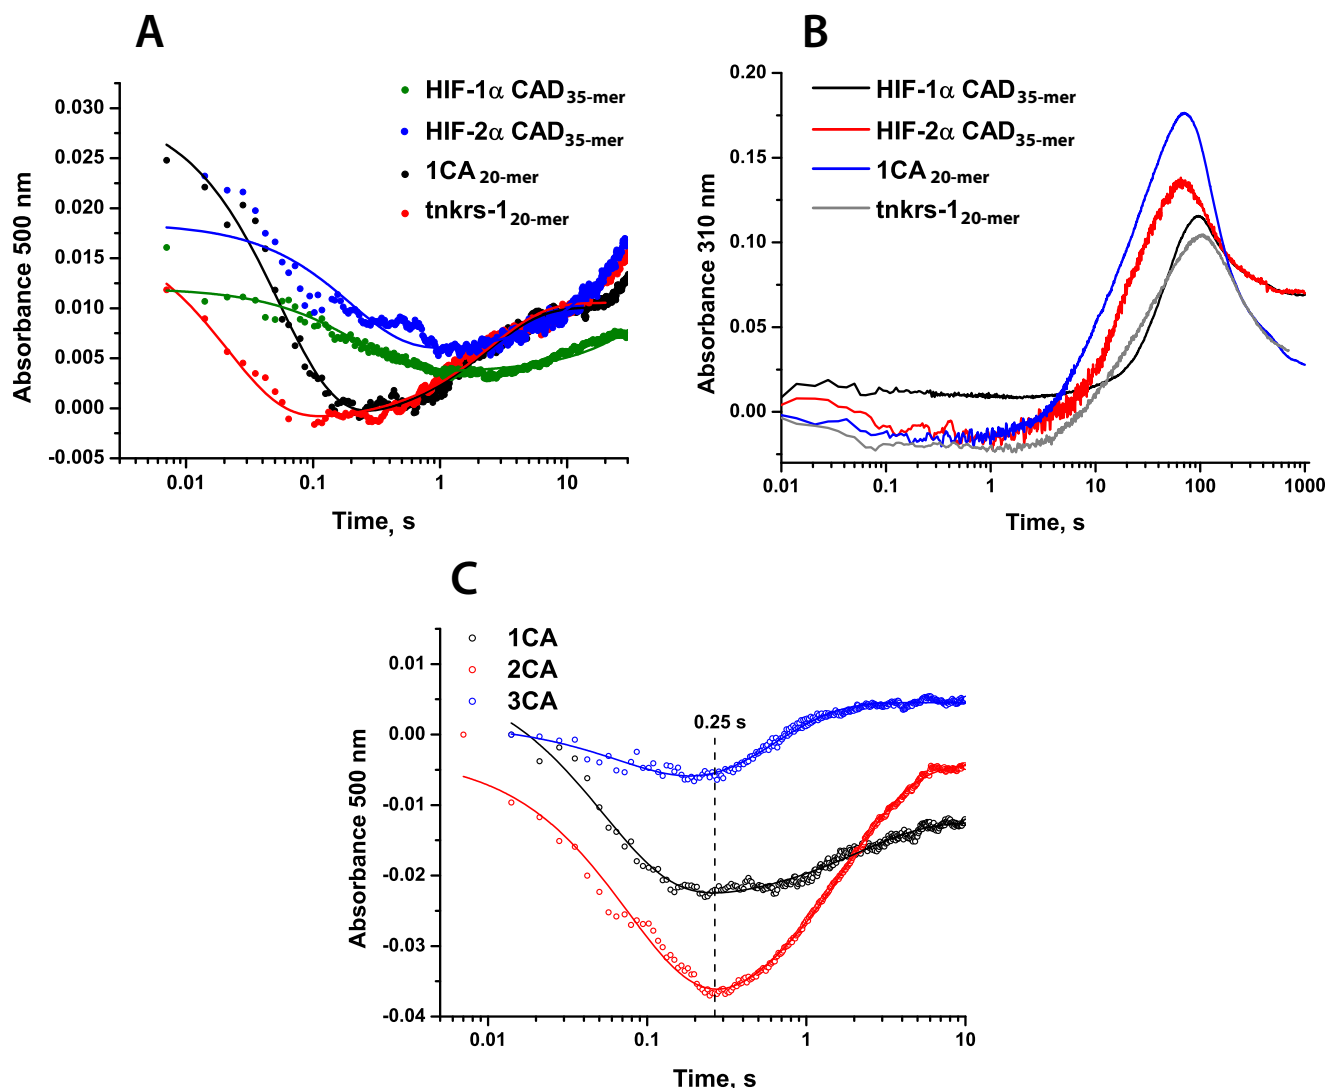 A
HIF-1α CAD35-mer
HIF-2α CAD35-mer
1CA 20-mer
tnkrs-120-mer
0.030
0.025
0.020
0.015
0.010
0.005
0.000
-0.005
Absorbance 500 nm
0.01 0.1 1 10
Time, s
B
HIF-1α CAD35-mer
HIF-2α CAD35-mer
1CA 20-mer
tnkrs-120-mer
0.20
0.15
0.10
0.05
0.00
Absorbance 310 nm
0.01 0.1 1 10 100 1000
Time, s
C
1CA
2CA
3CA
0.25 s
0.01
0.00
-0.01
-0.02
-0.03
-0.04
Absorbance 500 nm
0.01 0.1 1 10
Time, s